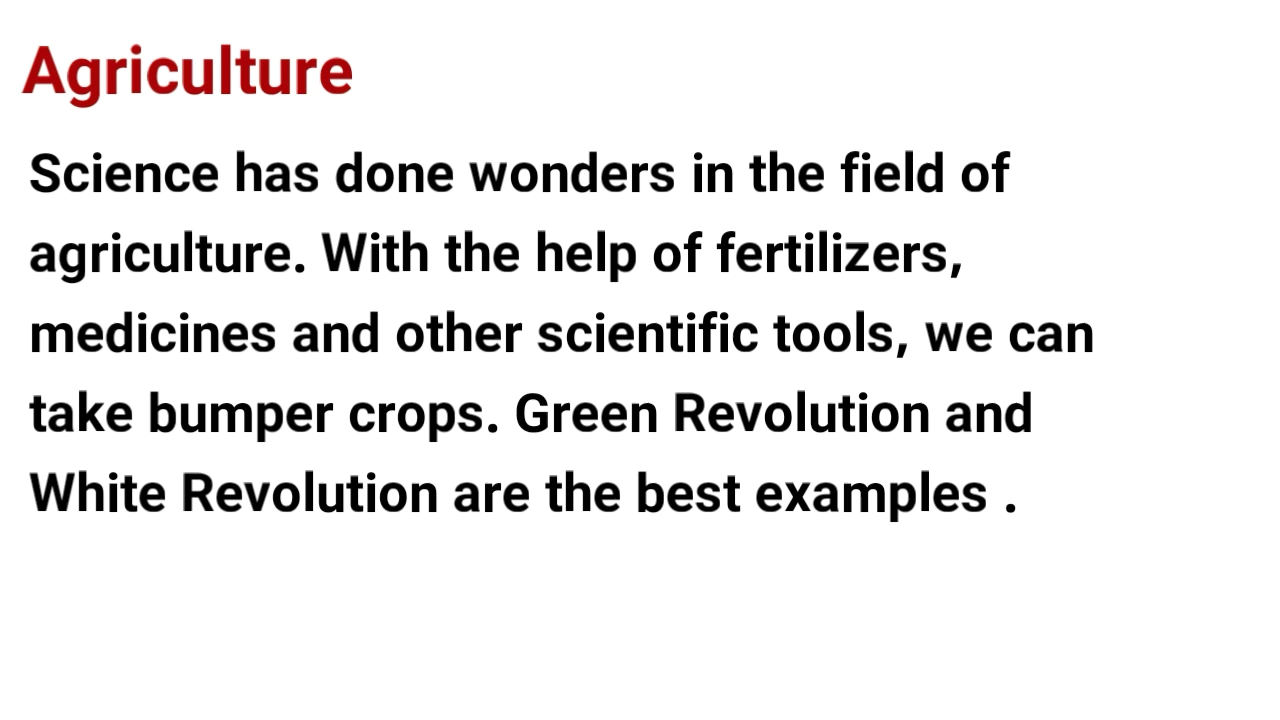 Agriculture
Science has done wonders in the field of
agriculture. With the help of fertilizers,
medicines and other scientific tools, we can
take bumper crops. Green Revolution and
White Revolution are the best examples .